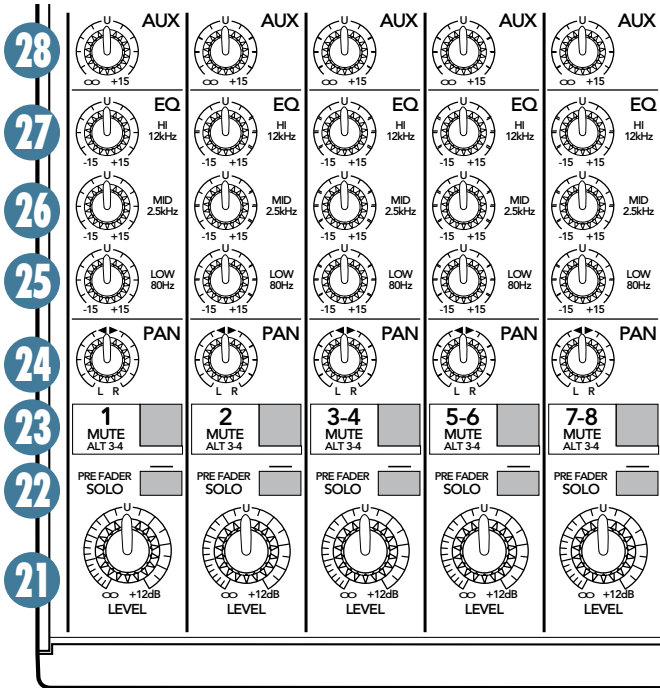 28 U AUX U AUX U AUX U AUX U AUX
∞ +15 ∞ +15 ∞ +15 ∞ +15 ∞ +15
27 U EQ U EQ U EQ U EQ U EQ
HI HI HI HI HI
12kHz 12kHz 12kHz 12kHz 12kHz
-15 +15 -15 +15 -15 +15 -15 +15 -15 +15
26 U MID U MID U MID U MID U MID
2.5kHz 2.5kHz 2.5kHz 2.5kHz 2.5kHz
-15 +15 -15 +15 -15 +15 -15 +15 -15 +15
25 U LOW U LOW U LOW U LOW U LOW
80Hz 80Hz 80Hz 80Hz 80Hz
-15 +15 -15 +15 -15 +15 -15 +15 -15 +15
24 PAN PAN PAN PAN PAN
L R L R L R L R L R
23 1 2 3-4 5-6 7-8
MUTE MUTE MUTE MUTE MUTE
ALT 3-4 ALT 3-4 ALT 3-4 ALT 3-4 ALT 3-4
22 PRE FADER PRE FADER PRE FADER PRE FADER PRE FADER
SOLO SOLO SOLO SOLO SOLO
U U U U U
21 ∞ +12dB ∞ +12dB ∞ +12dB ∞ +12dB ∞ +12dB
LEVEL LEVEL LEVEL LEVEL LEVEL